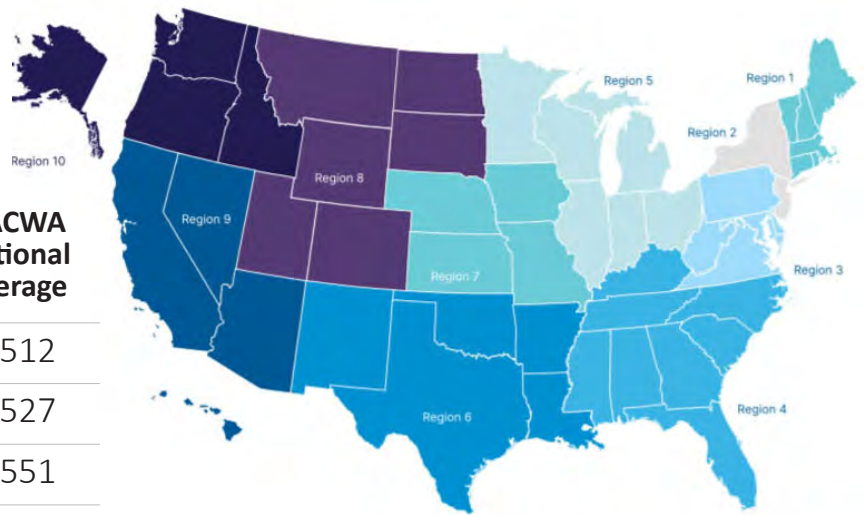 Region 5
Region 1
Region 2
Region 10
Region 8
Region 9
ACWA
tional
erage
Region 7
Region 3
512
527
Region 4
Region 6
551